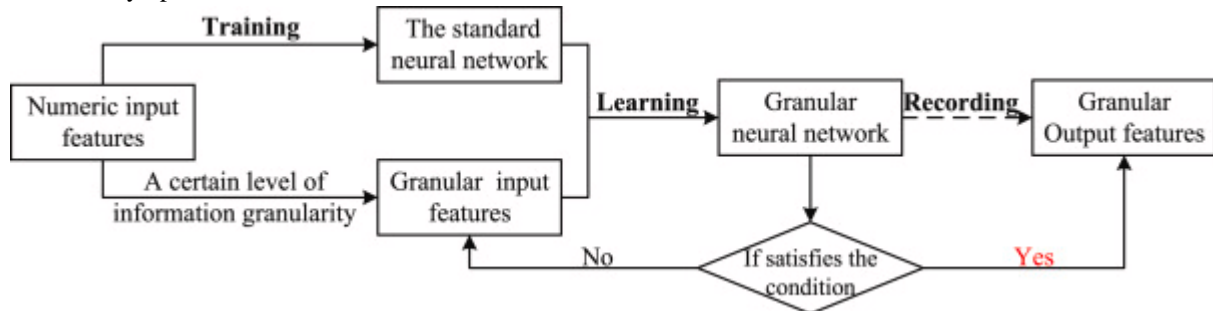 Training
The standard
neural network
Numeric input
features
Learning
Granular
neural network
Recording
Granular
Output features
A certain level of
information granularity
Granular input
features
No
If satisfies the
condition
Yes